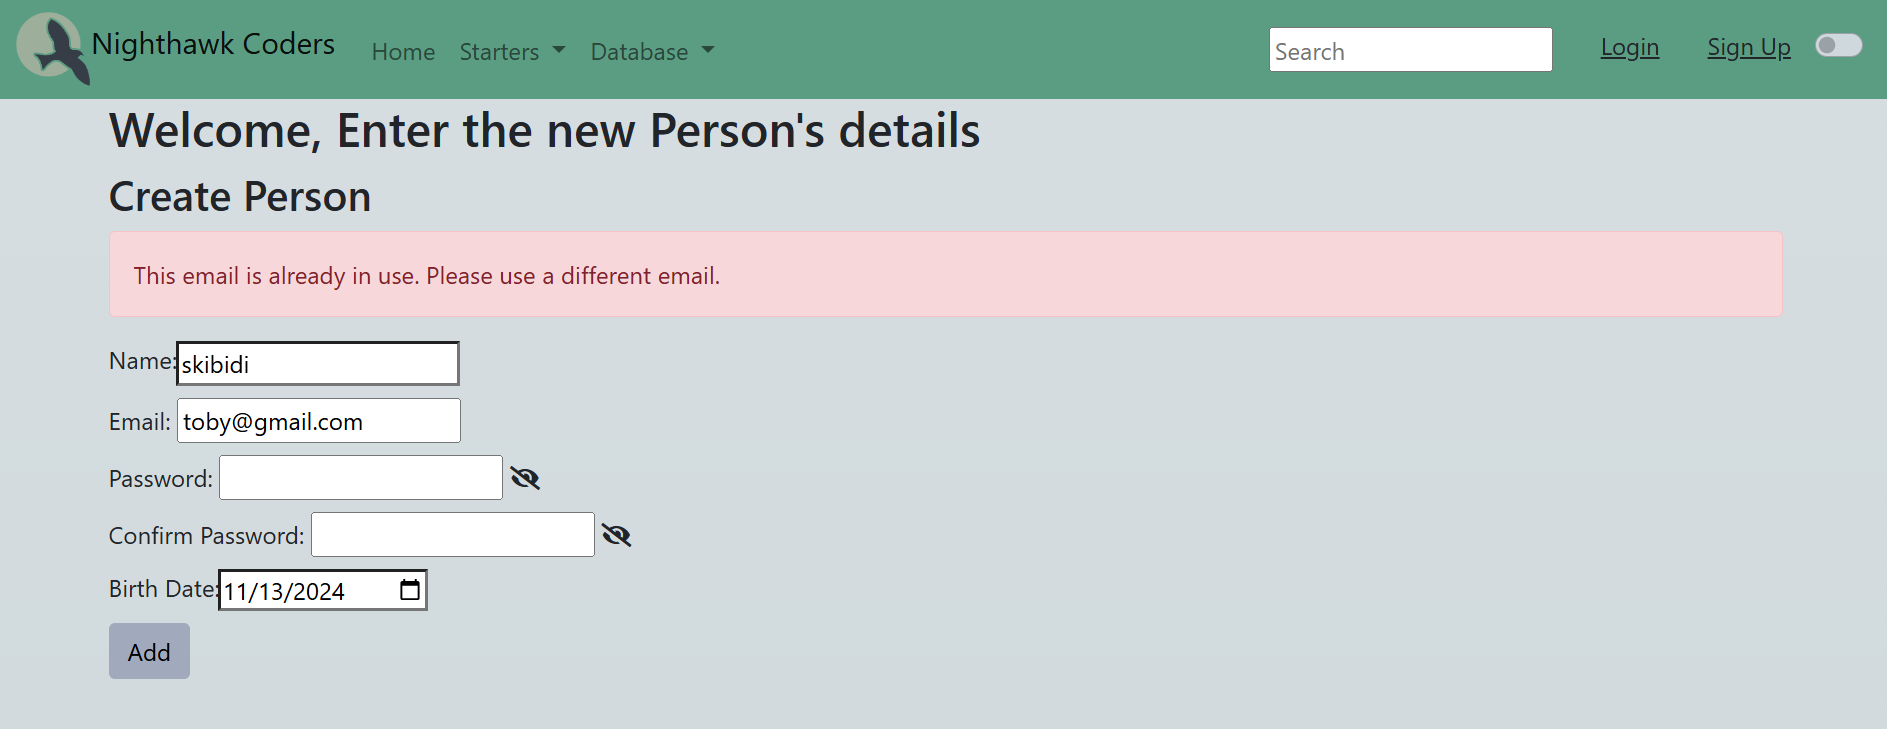 Nighthawk Coders Home Starters Database Search Login Sign Up
Welcome, Enter the new Person's details
Create Person
This email is already in use. Please use a different email.
Name: skibidi
Email: toby@gmail.com
Password:
Confirm Password:
Birth Date: 11/13/2024
Add